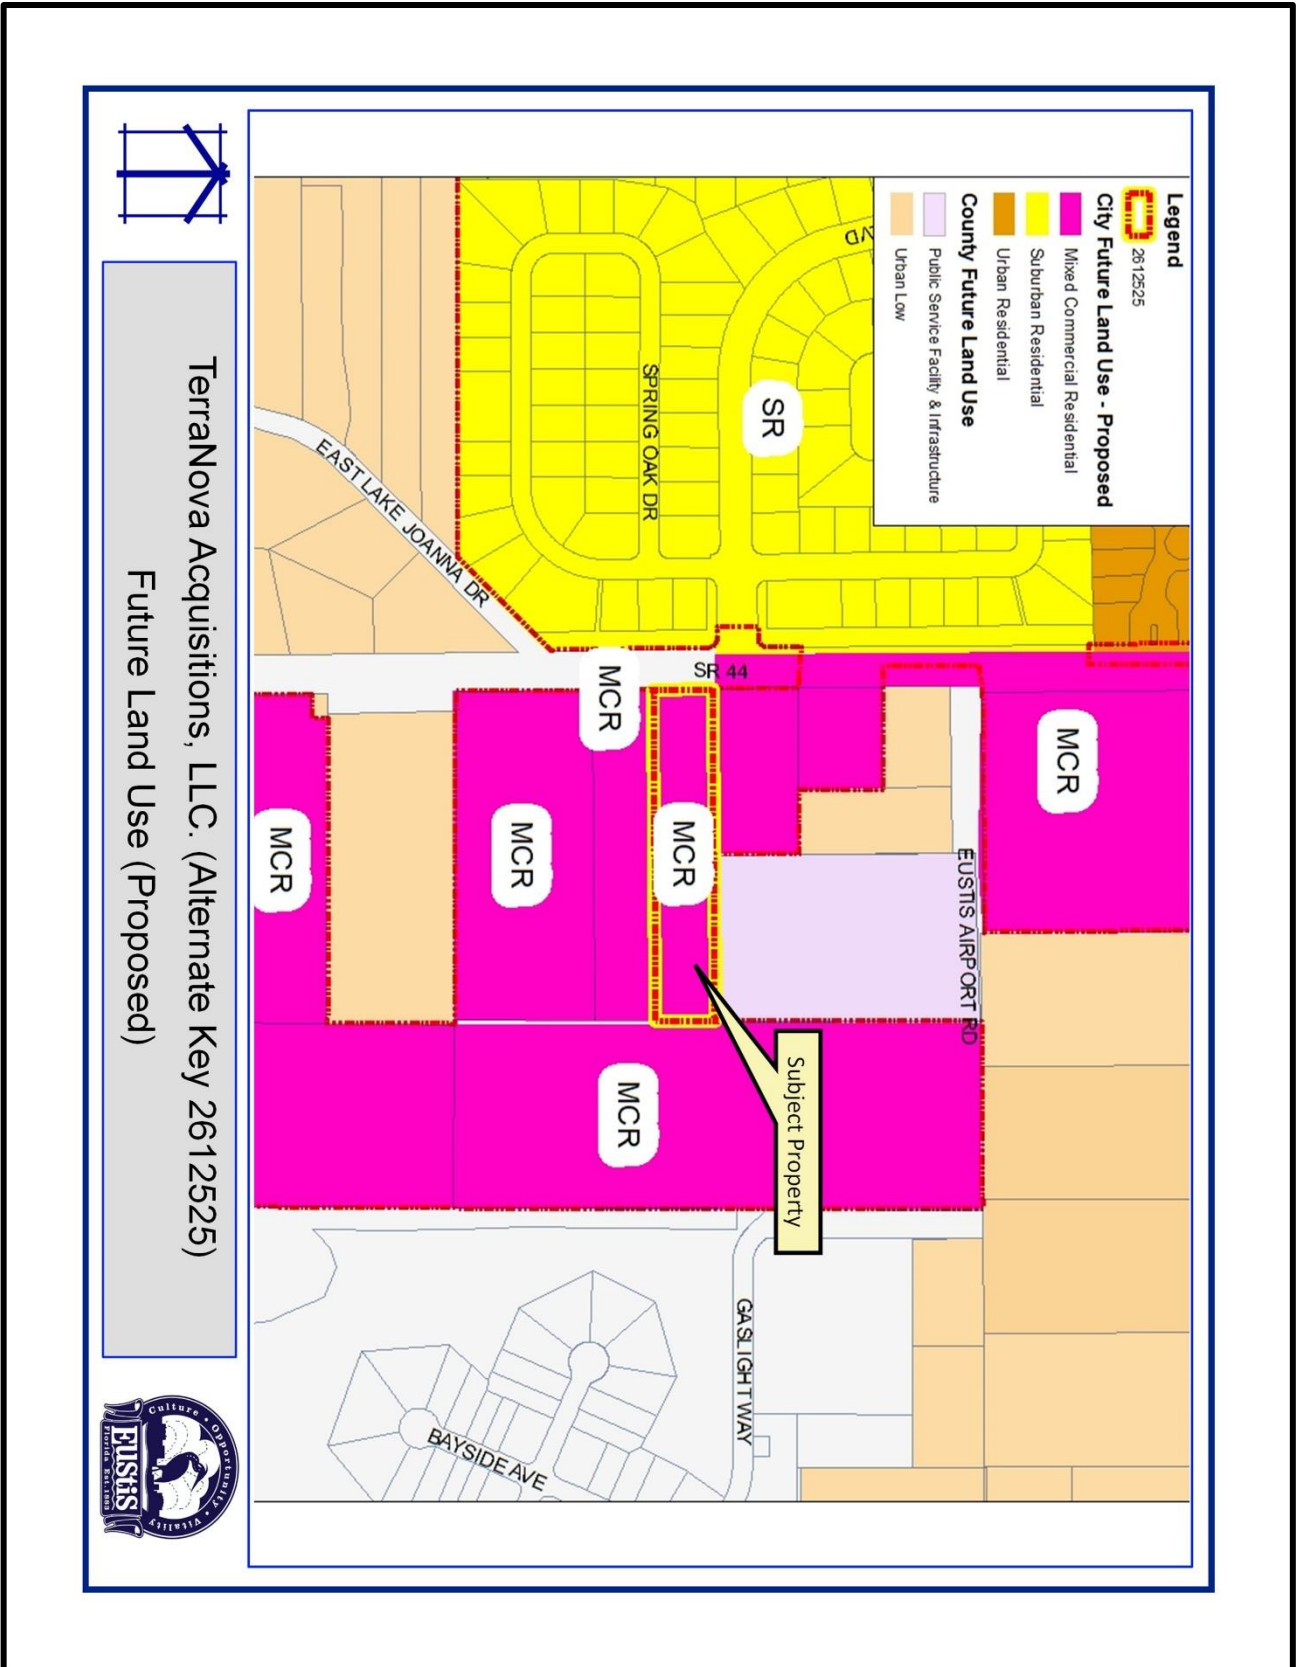 Legend
2612525
City Future Land Use - Proposed
Mixed Commercial Residential
Suburban Residential
Urban Residential
County Future Land Use
Public Service Facility & Infrastructure
Urban Low
VD
SR
SPRING OAK DR
EAST LAKE JOANNA DR
SR 44
MCR
MCR
MCR
MCR
MCR
MCR
EUSTIS AIRPORT RD
Subject Property
GASLIGHT WAY
BAYSIDE AVE
TerraNova Acquisitions, LLC. (Alternate Key 2612525)
Future Land Use (Proposed)
Culture • Opportunity • Vitality
EUSTIS
Florida Est.1883